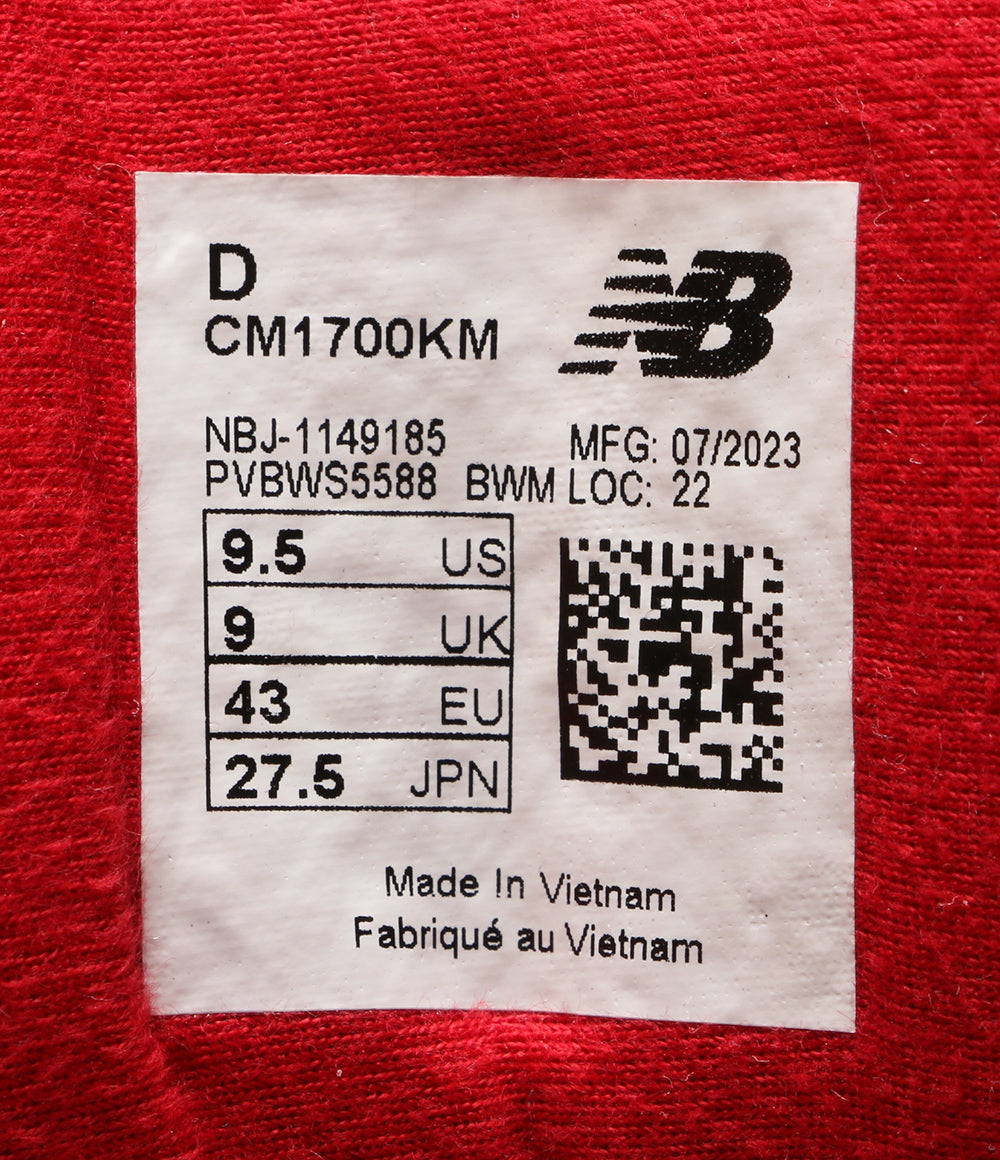 D
NB
CM1700KM
NBJ-1149185 MFG: 07/2023
PVBWS5588 BWM LOC: 22
9.5 US
9 UK
43 EU
27.5 JPN
Made In Vietnam
Fabriqué au Vietnam